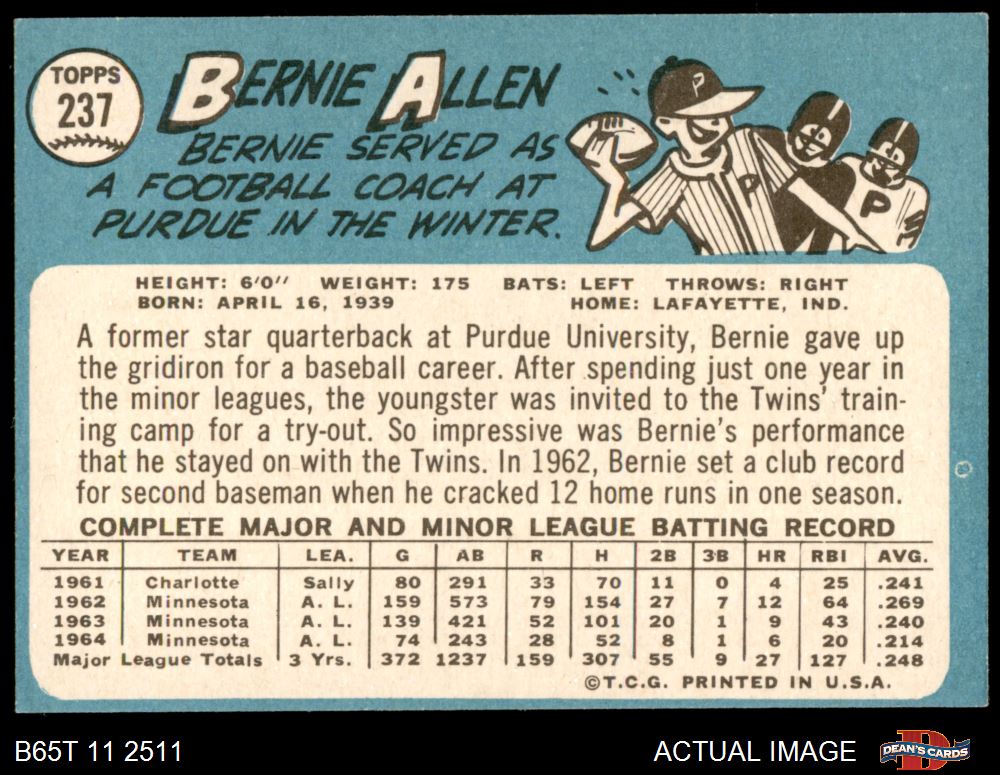 TOPPS
237
BERNIE ALLEN
BERNIE SERVED AS
A FOOTBALL COACH AT
PURDUE IN THE WINTER.
P
P
P
HEIGHT: 6'0" WEIGHT: 175 BATS: LEFT THROWS: RIGHT
BORN: APRIL 16, 1939 HOME: LAFAYETTE, IND.
A former star quarterback at Purdue University, Bernie gave up
the gridiron for a baseball career. After spending just one year in
the minor leagues, the youngster was invited to the Twins' train-
ing camp for a try-out. So impressive was Bernie's performance
that he stayed on with the Twins. In 1962, Bernie set a club record
for second baseman when he cracked 12 home runs in one season.
COMPLETE MAJOR AND MINOR LEAGUE BATTING RECORD
YEAR TEAM LEA. G AB R H 2B 3B HR RBI AVG.
1961 Charlotte Sally 80 291 33 70 11 0 4 25 .241
1962 Minnesota A. L. 159 573 79 154 27 7 12 64 .269
1963 Minnesota A. L. 139 421 52 101 20 1 9 43 .240
1964 Minnesota A. L. 74 243 28 52 8 1 6 20 .214
Major League Totals 3 Yrs. 372 1237 159 307 55 9 27 127 .248
©T.C.G. PRINTED IN U.S.A.
B65T 11 2511 ACTUAL IMAGE D DEAN'S CARDS